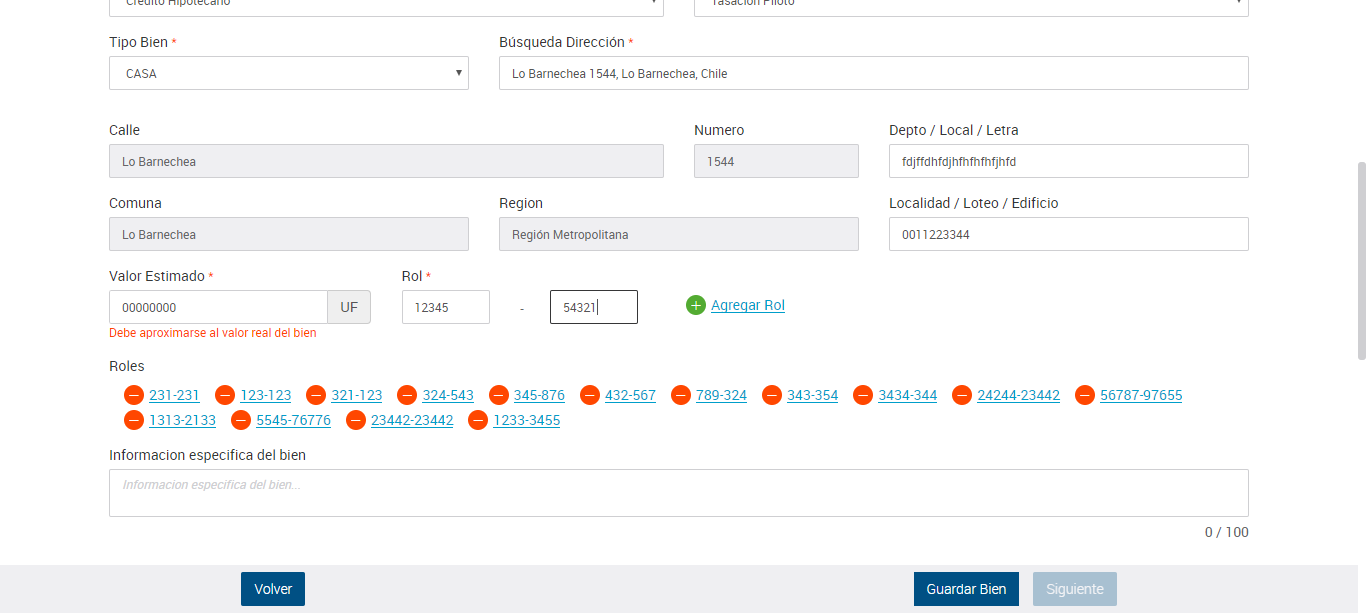 Crédito Hipotecario Tasación Piloto
Tipo Bien * Búsqueda Dirección *
CASA Lo Barnechea 1544, Lo Barnechea, Chile
Calle Numero Depto / Local / Letra
Lo Barnechea 1544 fdjffdhfdjhfhfhfhfjhfd
Comuna Region Localidad / Loteo / Edificio
Lo Barnechea Región Metropolitana 0011223344
Valor Estimado * Rol *
00000000 UF 12345 - 54321 Agregar Rol
Debe aproximarse al valor real del bien
Roles
231-231 123-123 321-123 324-543 345-876 432-567 789-324 343-354 3434-344 24244-23442 56787-97655
1313-2133 5545-76776 23442-23442 1233-3455
Informacion especifica del bien
Informacion especifica del bien...
0 / 100
Volver Guardar Bien Siguiente